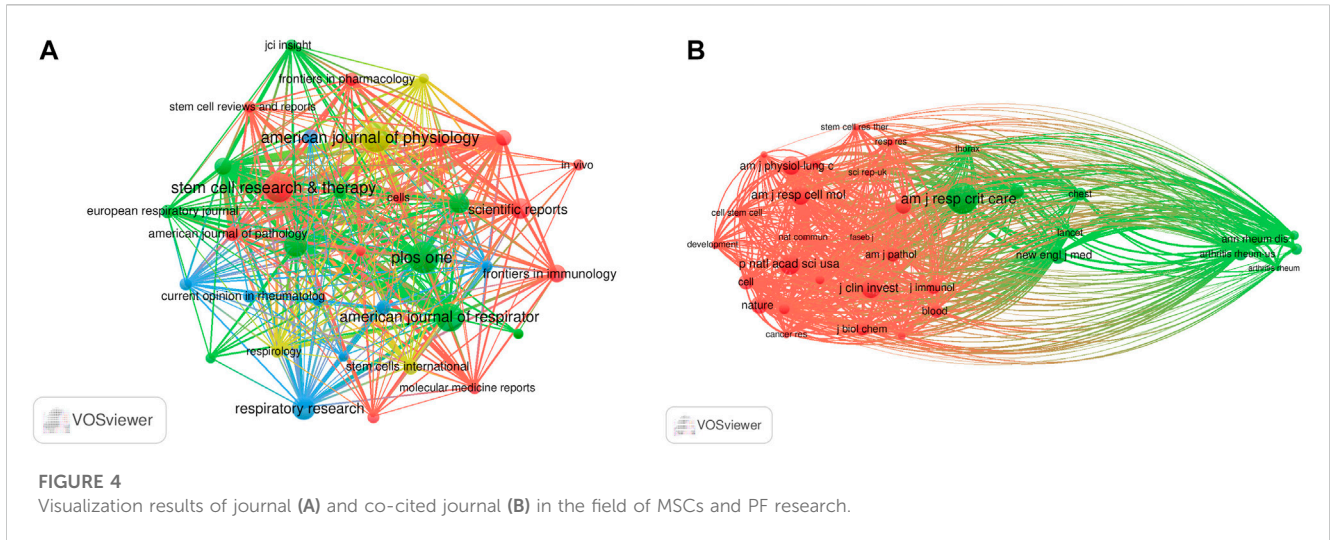 A
jci insight
frontiers in pharmacology
stem cell reviews and reports
american journal of physiology
in vivo
stem cell research & therapy
cells
european respiratory journal
scientific reports
american journal of pathology
plos one
frontiers in immunology
current opinion in rheumatolog
american journal of respirator
respirology
stem cells international
molecular medicine reports
respiratory research
VOSviewer
B
stem cell res ther
resp res
thorax
am j physiol-lung c
sci rep-uk
am j resp cell mol
am j resp crit care
chest
cell stem cell
nat commun
faseb j
lancet
development
am j pathol
new engl j med
ann rheum dis
arthritis rheum-us
arthritis rheum
p natl acad sci usa
cell
j clin invest
j immunol
nature
blood
j biol chem
cancer res
VOSviewer
FIGURE 4
Visualization results of journal (A) and co-cited journal (B) in the field of MSCs and PF research.